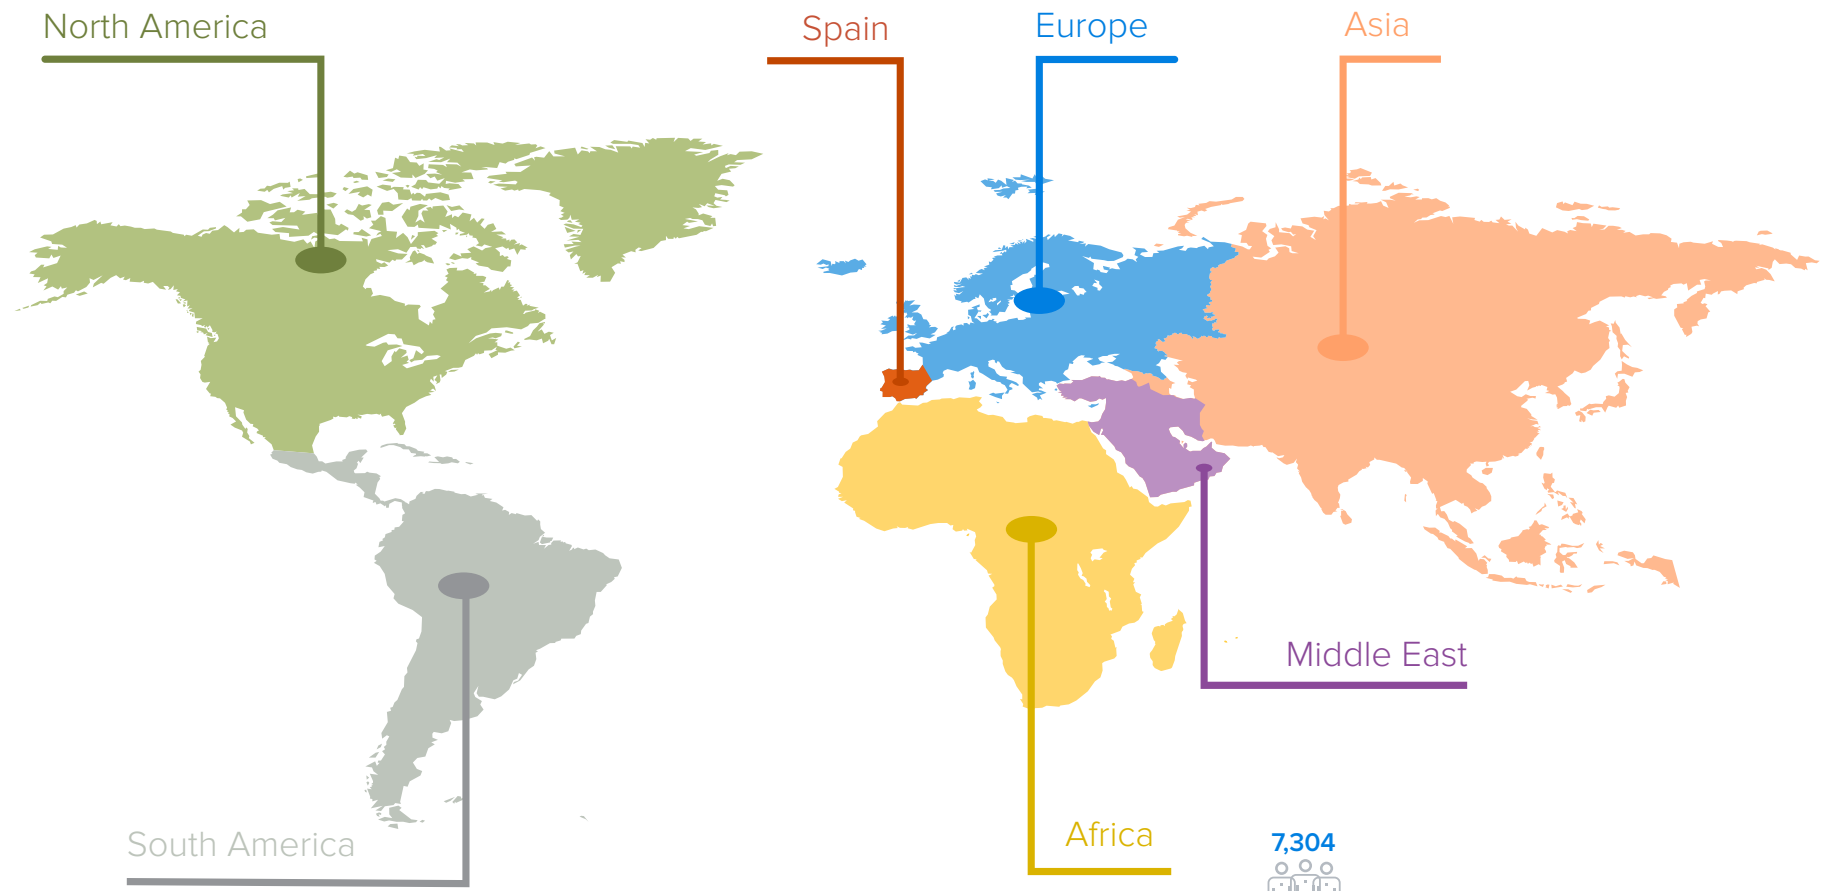 North America
Spain
Europe
Asia
Middle East
South America
Africa
7,304